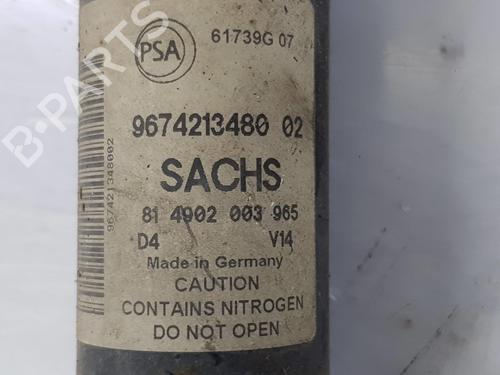 PSA
61739G 07
9674213480 02
SACHS
81 4902 003 965
D4 V14
Made in Germany
CAUTION
CONTAINS NITROGEN
DO NOT OPEN
967421348002
B-PARTS